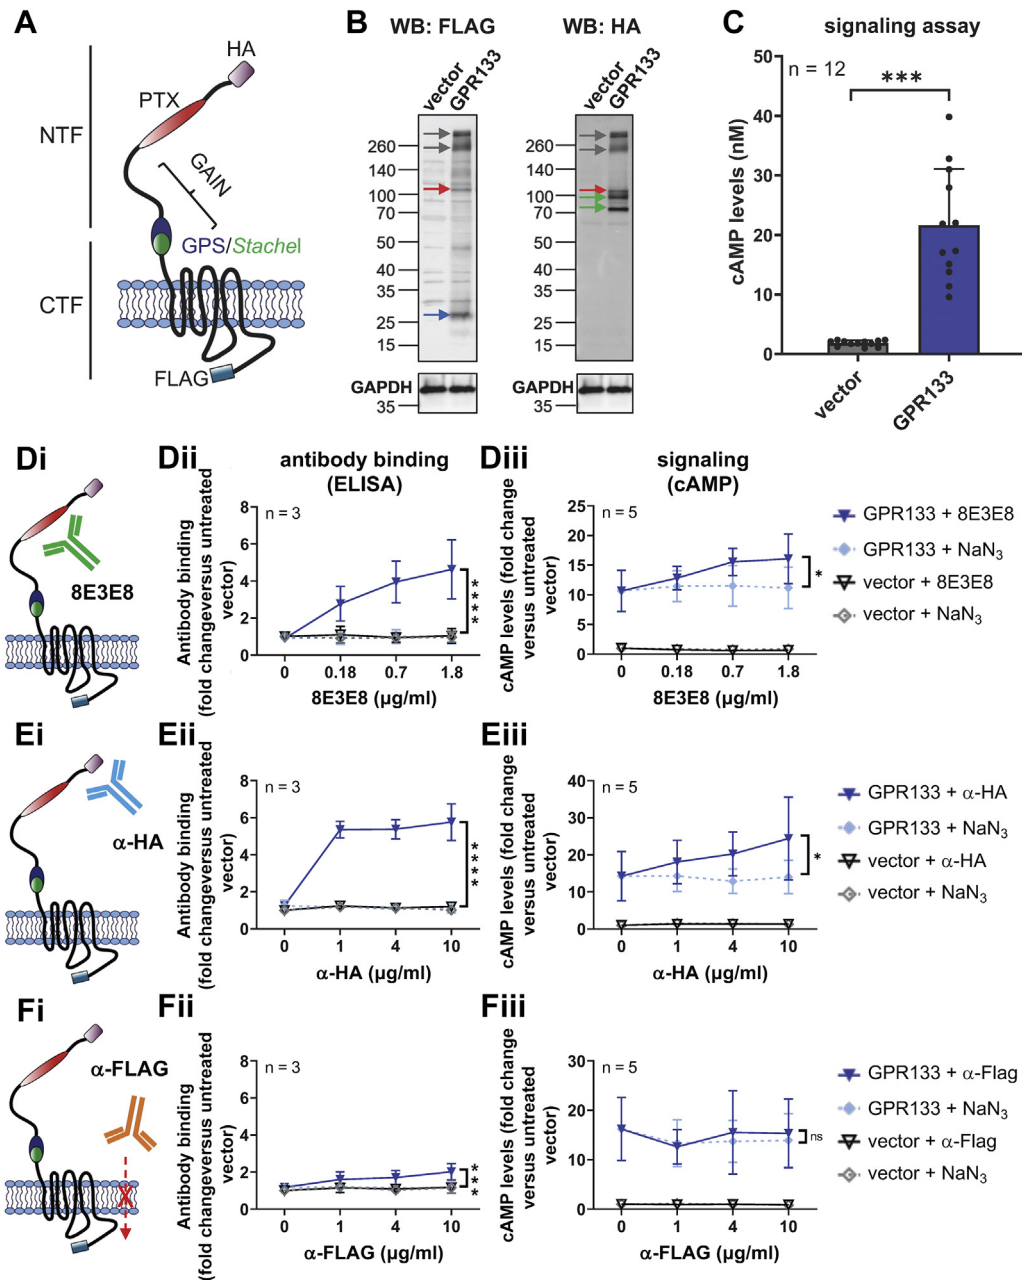 A
HA
PTX
NTF
GAIN
GPS/Stachel
CTF
FLAG
B
WB: FLAG
WB: HA
vector
GPR133
vector
GPR133
260
140
100
70
50
40
35
25
15
GAPDH
35
260
140
100
70
50
40
35
25
15
GAPDH
35
C
signaling assay
n = 12
***
cAMP levels (nM)
50
40
30
20
10
0
vector
GPR133
Di
8E3E8
Dii
antibody binding
(ELISA)
Antibody binding
(fold changeversus untreated
vector)
n = 3
8
6
4
2
0
****
0 0.18 0.7 1.8
8E3E8 (µg/ml)
Diii
signaling
(cAMP)
cAMP levels (fold change
versus untreated
vector)
n = 5
25
20
15
10
5
0
*
0 0.18 0.7 1.8
8E3E8 (µg/ml)
GPR133 + 8E3E8
GPR133 + NaN₃
vector + 8E3E8
vector + NaN₃
Ei
α-HA
Eii
Antibody binding
(fold changeversus untreated
vector)
n = 3
8
6
4
2
0
****
0 1 4 10
α-HA (µg/ml)
Eiii
cAMP levels (fold change
versus untreated
vector)
n = 5
40
30
20
10
0
*
0 1 4 10
α-HA (µg/ml)
GPR133 + α-HA
GPR133 + NaN₃
vector + α-HA
vector + NaN₃
Fi
α-FLAG
Fii
Antibody binding
(fold changeversus untreated
vector)
n = 3
8
6
4
2
0
***
0 1 4 10
α-FLAG (µg/ml)
Fiii
cAMP levels (fold change
versus untreated
vector)
n = 5
30
20
10
0
ns
0 1 4 10
α-FLAG (µg/ml)
GPR133 + α-Flag
GPR133 + NaN₃
vector + α-Flag
vector + NaN₃